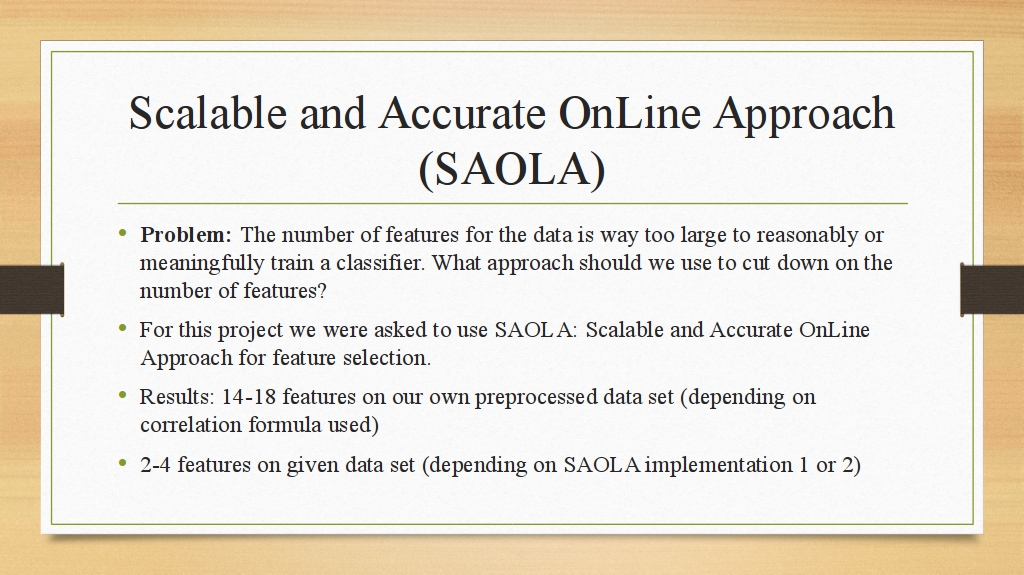 Scalable and Accurate OnLine Approach
(SAOLA)
• Problem: The number of features for the data is way too large to reasonably or
meaningfully train a classifier. What approach should we use to cut down on the
number of features?
• For this project we were asked to use SAOLA: Scalable and Accurate OnLine
Approach for feature selection.
• Results: 14-18 features on our own preprocessed data set (depending on
correlation formula used)
• 2-4 features on given data set (depending on SAOLA implementation 1 or 2)